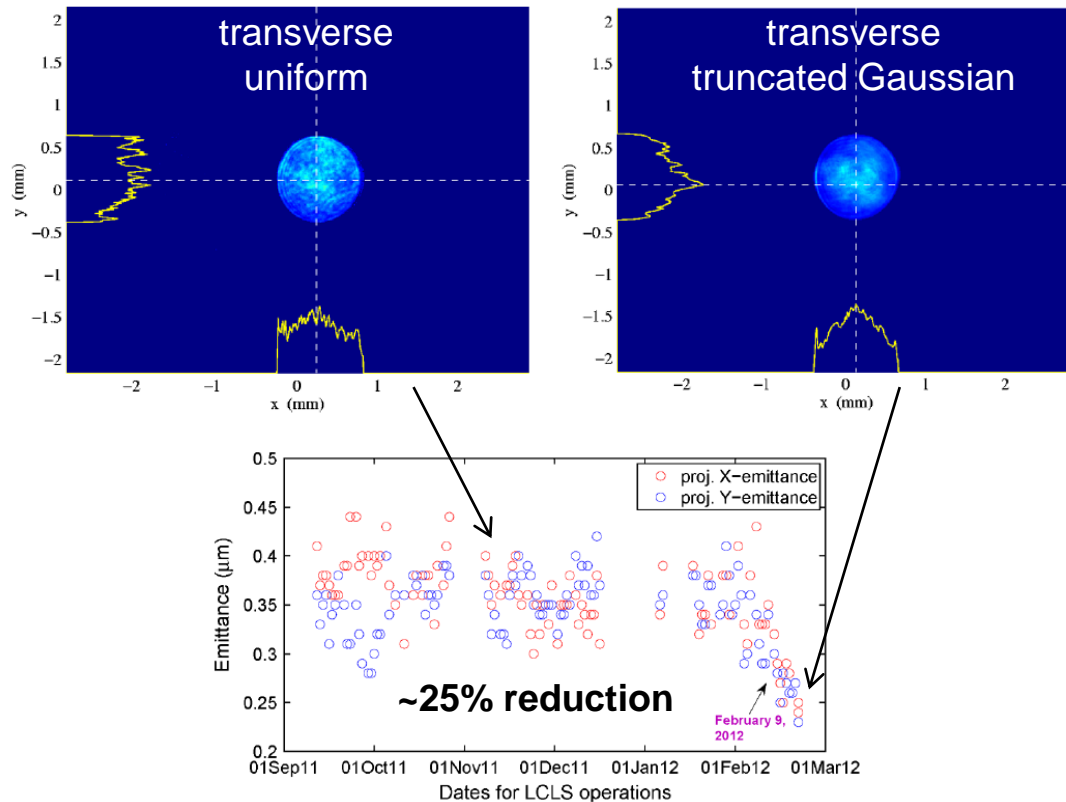 transverse
uniform
2
1.5
1
0.5
0
−0.5
−1
−1.5
−2
y (mm)
−2
−1
0
1
2
x (mm)
transverse
truncated Gaussian
2
1.5
1
0.5
0
−0.5
−1
−1.5
−2
y (mm)
−2
−1
0
1
2
x (mm)
0.5
0.45
0.4
0.35
0.3
0.25
0.2
Emittance (μm)
proj. X-emittance
proj. Y-emittance
~25% reduction
February 9,
2012
01Sep11
01Oct11
01Nov11
01Dec11
01Jan12
01Feb12
01Mar12
Dates for LCLS operations